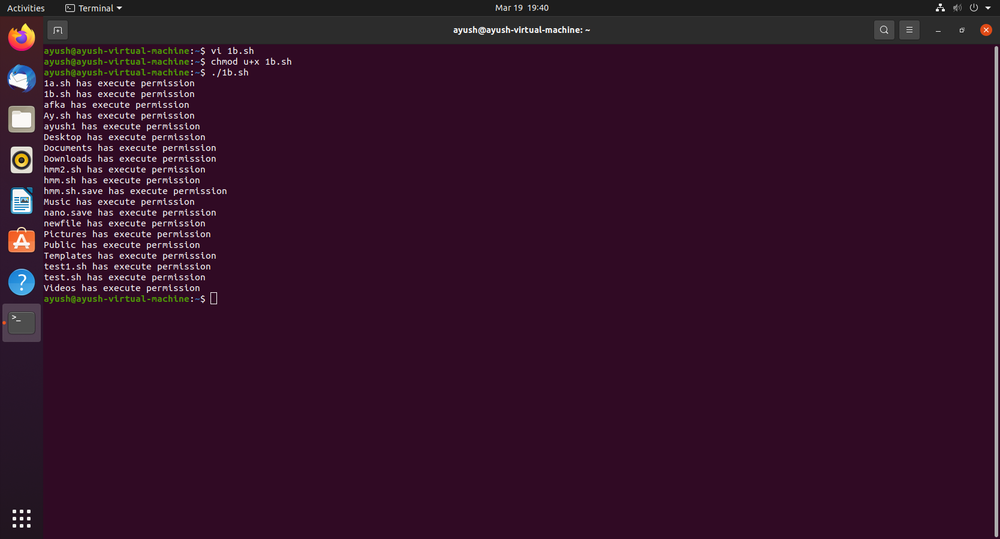 Activities
Terminal
Mar 19 19:40
ayush@ayush-virtual-machine: ~
ayush@ayush-virtual-machine:~$ vi 1b.sh
ayush@ayush-virtual-machine:~$ chmod u+x 1b.sh
ayush@ayush-virtual-machine:~$ ./1b.sh
1a.sh has execute permission
1b.sh has execute permission
afka has execute permission
Ay.sh has execute permission
ayush1 has execute permission
Desktop has execute permission
Documents has execute permission
Downloads has execute permission
hmm2.sh has execute permission
hmm.sh has execute permission
hmm.sh.save has execute permission
Music has execute permission
nano.save has execute permission
newfile has execute permission
Pictures has execute permission
Public has execute permission
Templates has execute permission
test1.sh has execute permission
test.sh has execute permission
Videos has execute permission
ayush@ayush-virtual-machine:~$